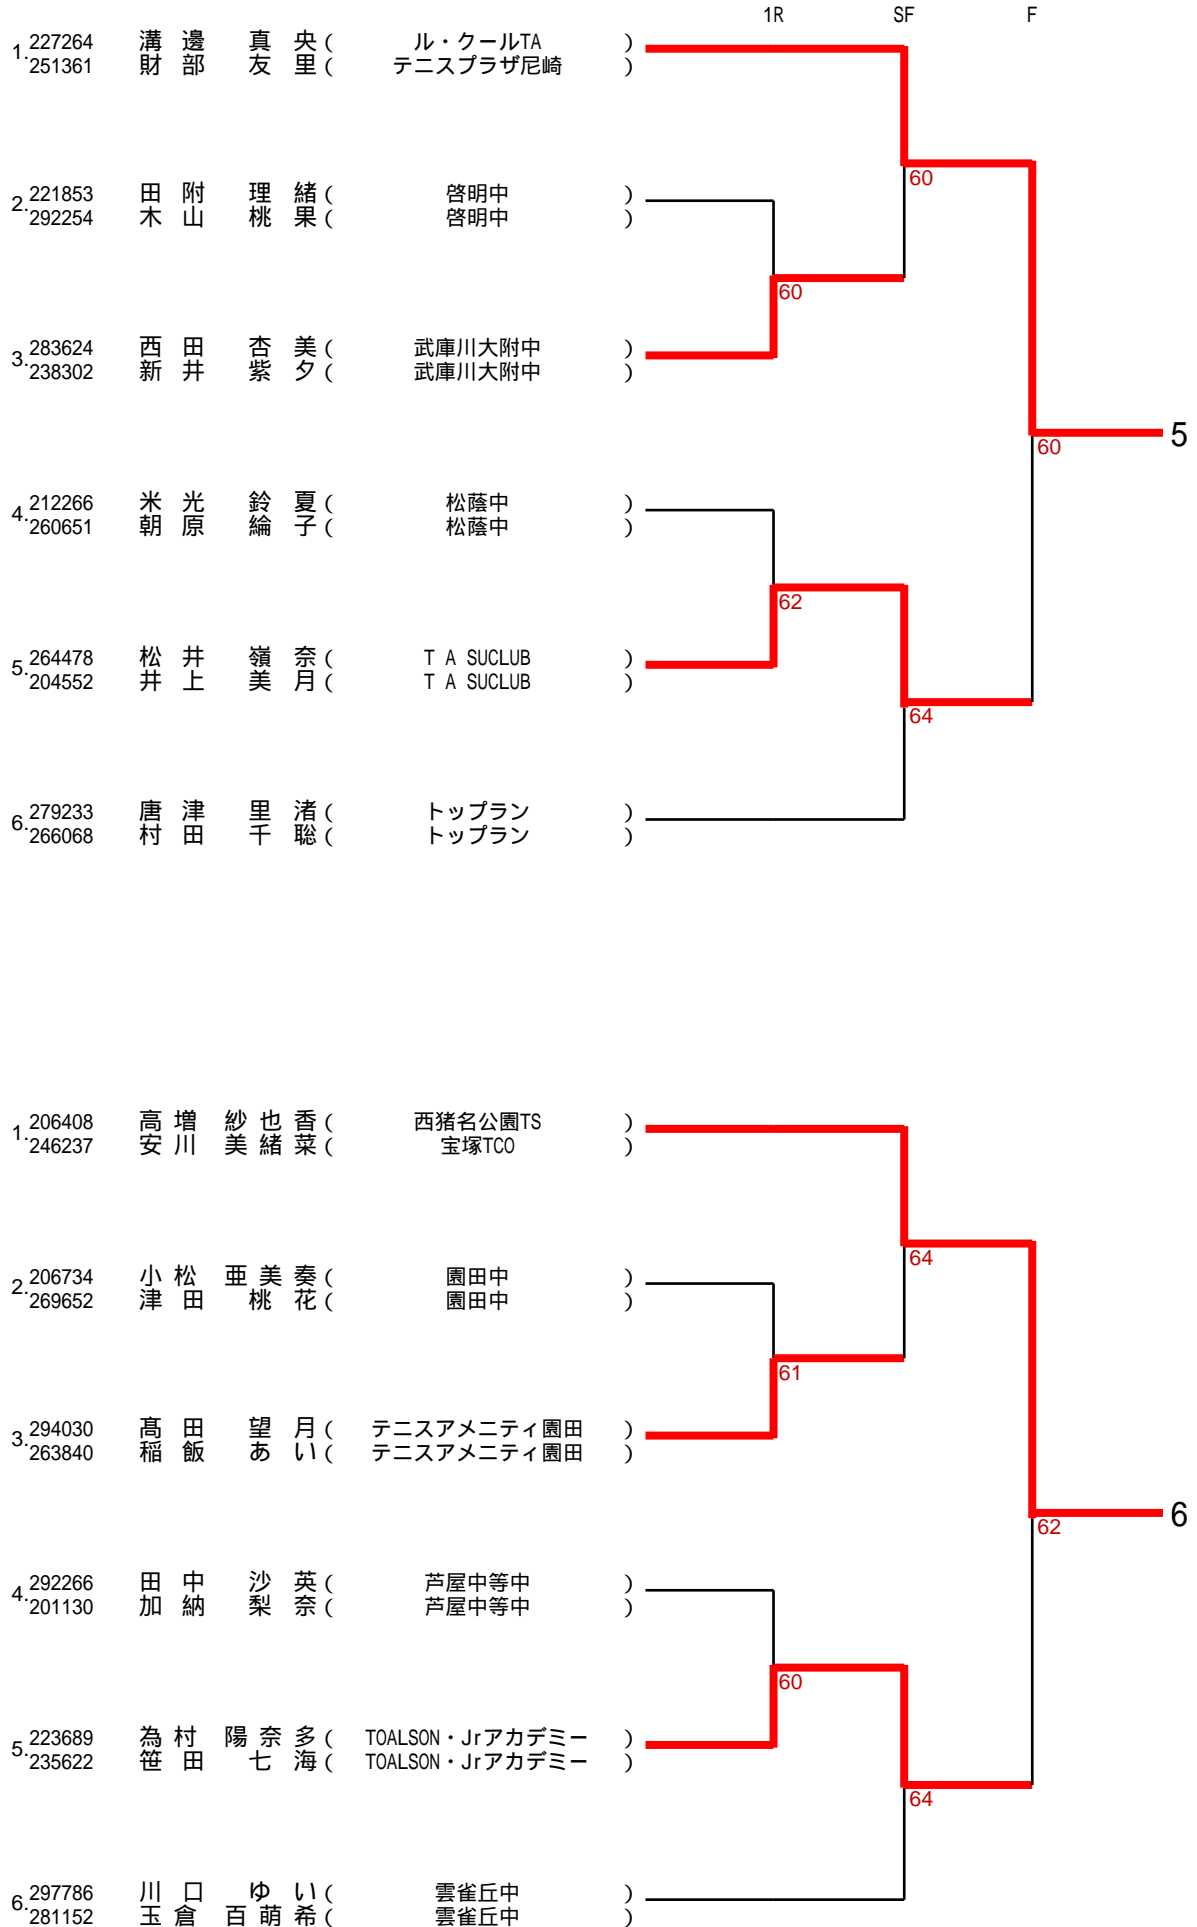 1R SF F
1. 227264 溝邊 真央 ( ル・クールTA )
251361 財部 友里 ( テニスプラザ尼崎 )
60
2. 221853 田附 理緒 ( 啓明中 )
292254 木山 桃果 ( 啓明中 )
60
3. 283624 西田 杏美 ( 武庫川大附中 )
238302 新井 紫夕 ( 武庫川大附中 )
60 5
4. 212266 米光 鈴夏 ( 松蔭中 )
260651 朝原 綸子 ( 松蔭中 )
62
5. 264478 松井 嶺奈 ( T A SUCLUB )
204552 井上 美月 ( T A SUCLUB )
64
6. 279233 唐津 里渚 ( トップラン )
266068 村田 千聡 ( トップラン )
1. 206408 高増 紗也香 ( 西猪名公園TS )
246237 安川 美緒菜 ( 宝塚TCO )
64
2. 206734 小松 亜美奏 ( 園田中 )
269652 津田 桃花 ( 園田中 )
61
3. 294030 髙田 望月 ( テニスアメニティ園田 )
263840 稲飯 あい ( テニスアメニティ園田 )
62 6
4. 292266 田中 沙英 ( 芦屋中等中 )
201130 加納 梨奈 ( 芦屋中等中 )
60
5. 223689 為村 陽奈多 ( TOALSON・Jrアカデミー )
235622 笹田 七海 ( TOALSON・Jrアカデミー )
64
6. 297786 川口 ゆい ( 雲雀丘中 )
281152 玉倉 百萌希 ( 雲雀丘中 )